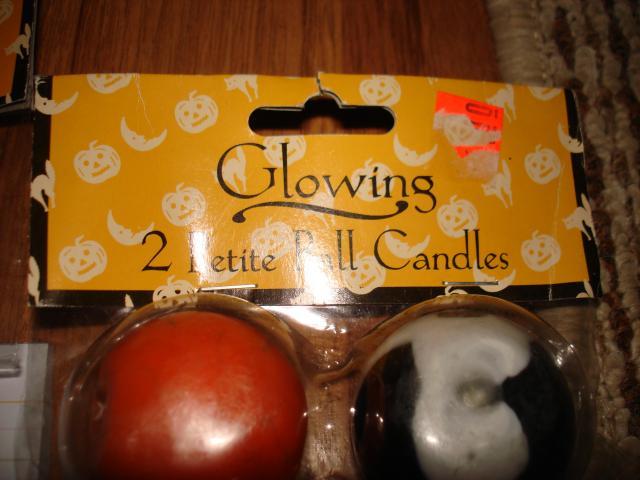 Glowing
2 Petite Ball Candles